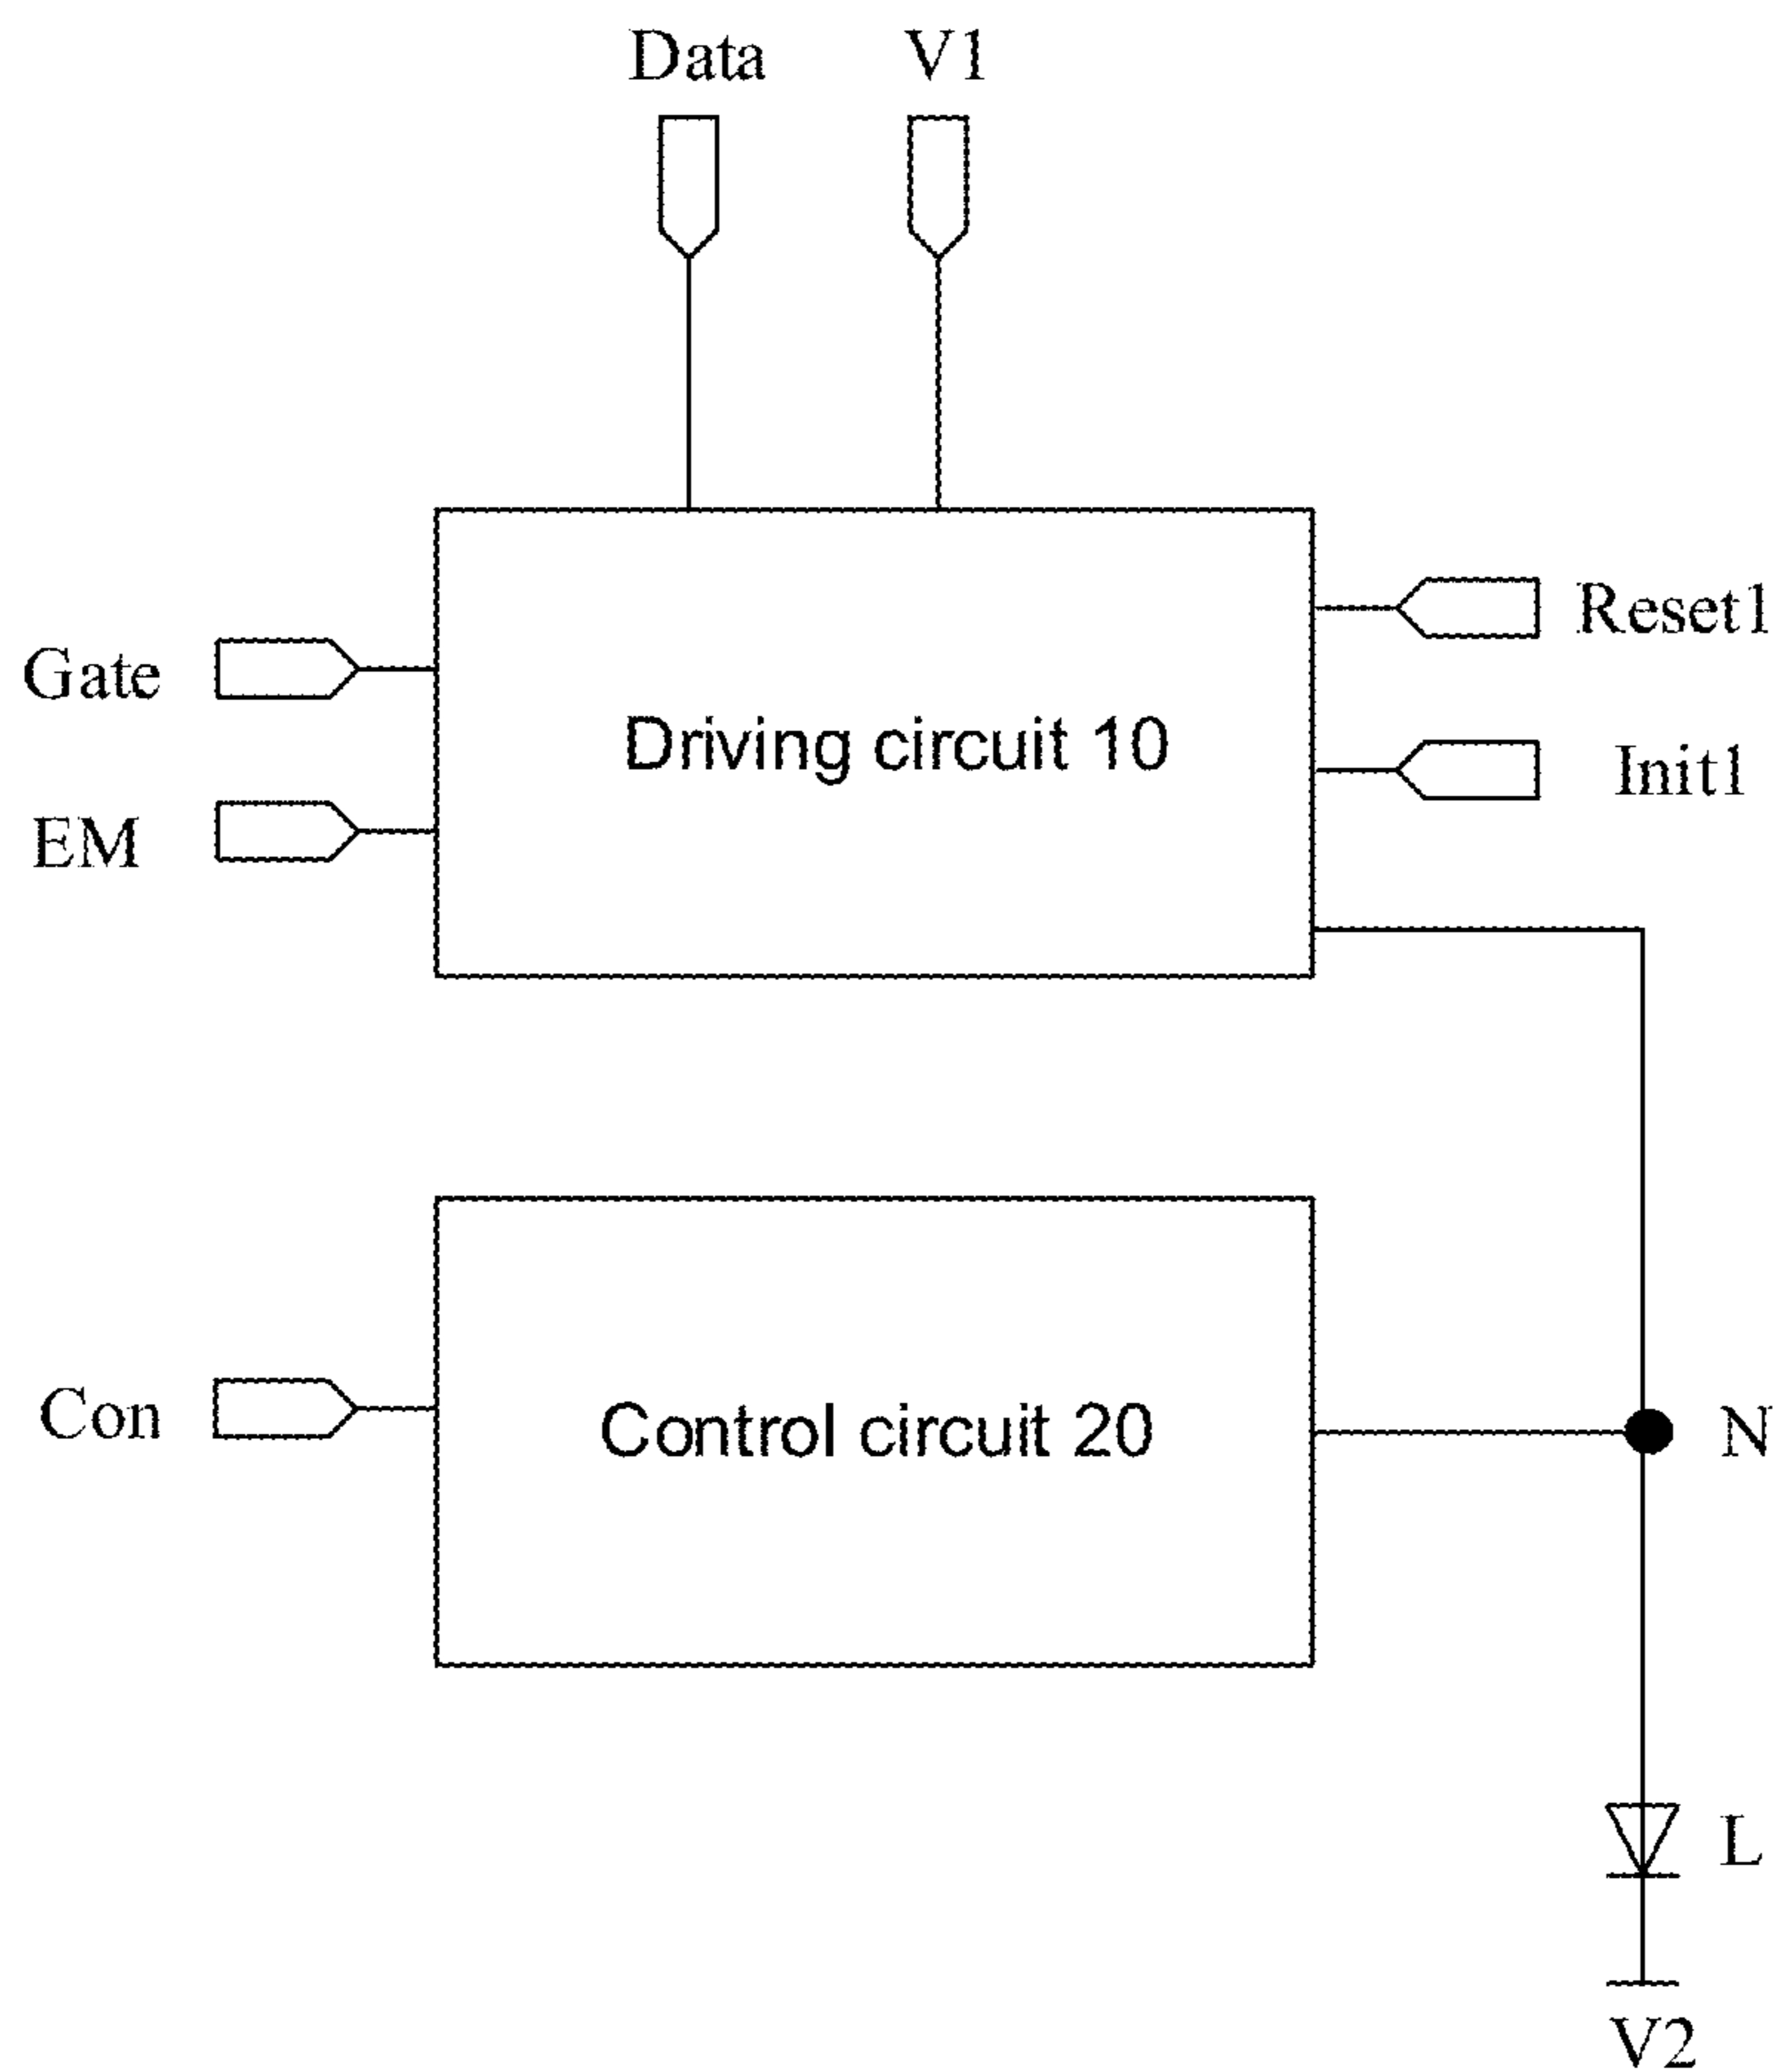 Data
V1
Reset1
Gate
Driving circuit 10
Init1
EM
Con
Control circuit 20
N
L
V2